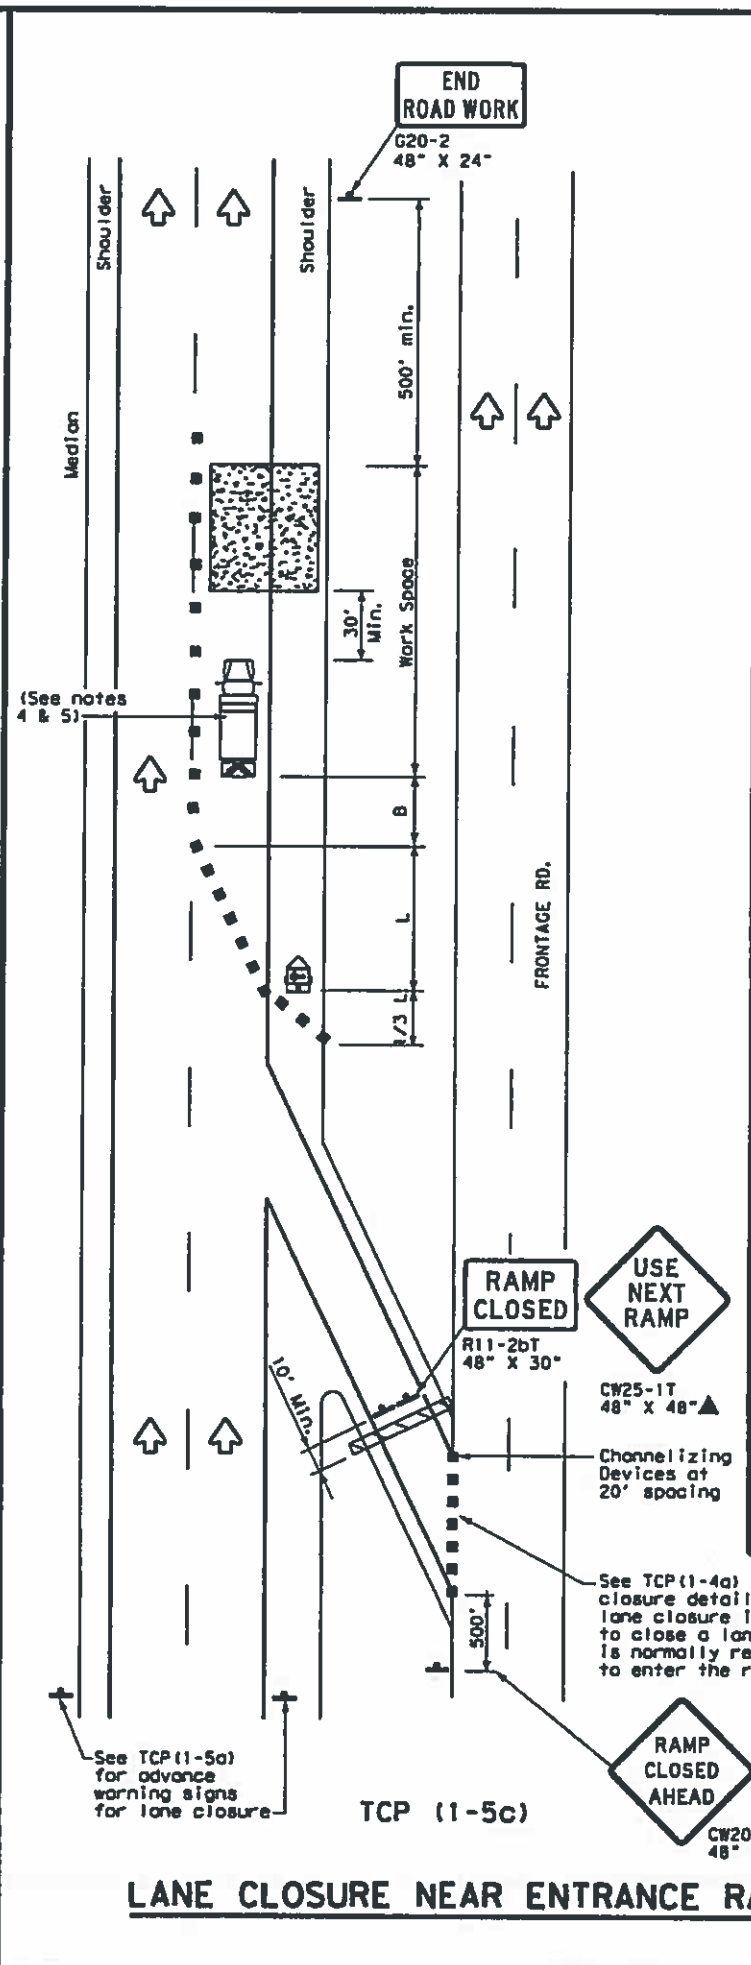 END
ROAD WORK
G20-2
48" X 24"
Shoulder
Shoulder
500' min.
Median
30'
Min.
Work Space
(See notes
4 & 5)
B
L
FRONTAGE RD.
1/3 L
RAMP
CLOSED
R11-2bT
48" X 30"
USE
NEXT
RAMP
CW25-1T
48" X 48"▲
10' Min.
Channelizing
Devices at
20' spacing
See TCP(1-4a)
closure detail
lane closure i
to close a lan
is normally re
to enter the r
500'
See TCP(1-5a)
for advance
warning signs
for lane closure
TCP (1-5c)
RAMP
CLOSED
AHEAD
CW20
48"
LANE CLOSURE NEAR ENTRANCE RA